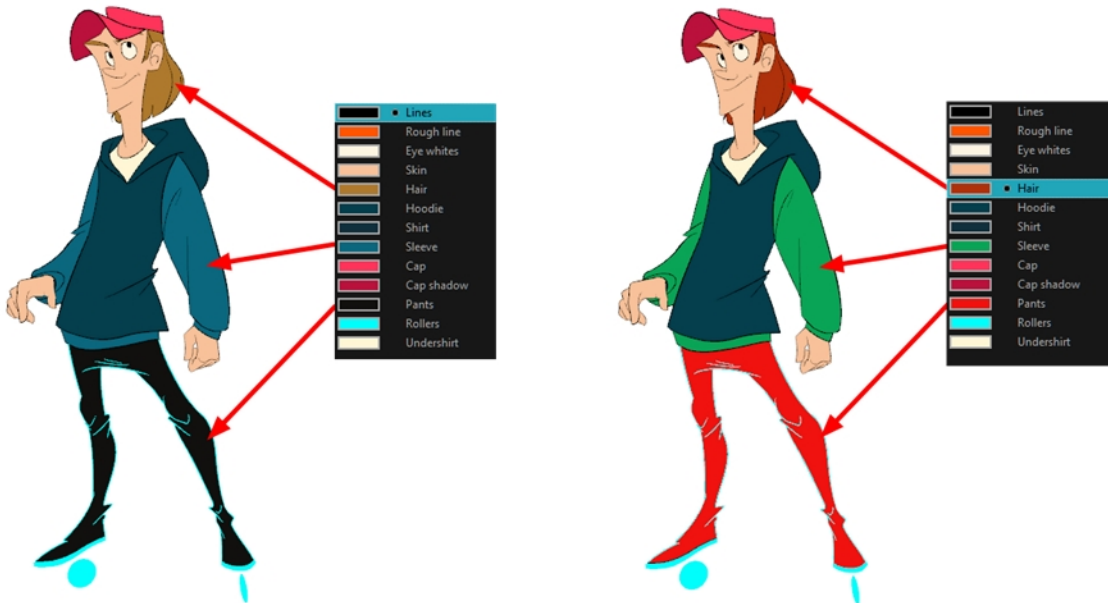 Lines
Rough line
Eye whites
Skin
Hair
Hoodie
Shirt
Sleeve
Cap
Cap shadow
Pants
Rollers
Undershirt
Lines
Rough line
Eye whites
Skin
Hair
Hoodie
Shirt
Sleeve
Cap
Cap shadow
Pants
Rollers
Undershirt